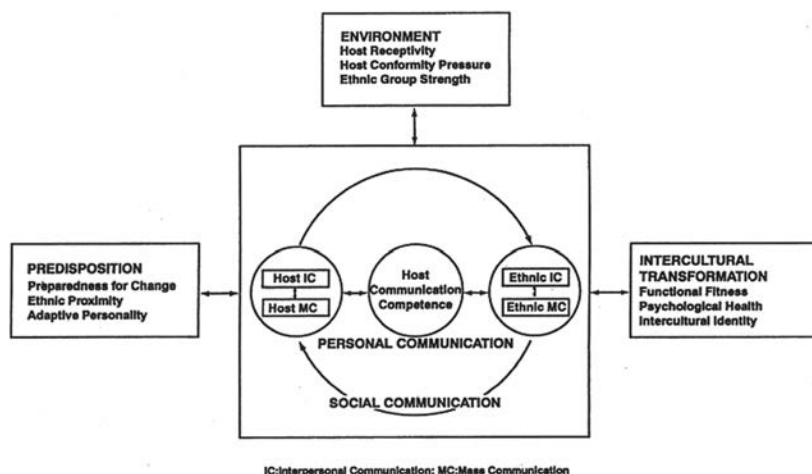 ENVIRONMENT
Host Receptivity
Host Conformity Pressure
Ethnic Group Strength
PREDISPOSITION
Preparedness for Change
Ethnic Proximity
Adaptive Personality
Host IC
Host MC
Host
Communication
Competence
Ethnic IC
Ethnic MC
INTERCULTURAL
TRANSFORMATION
Functional Fitness
Psychological Health
Intercultural Identity
PERSONAL COMMUNICATION
SOCIAL COMMUNICATION
IC:Interpersonal Communication; MC:Mass Communication